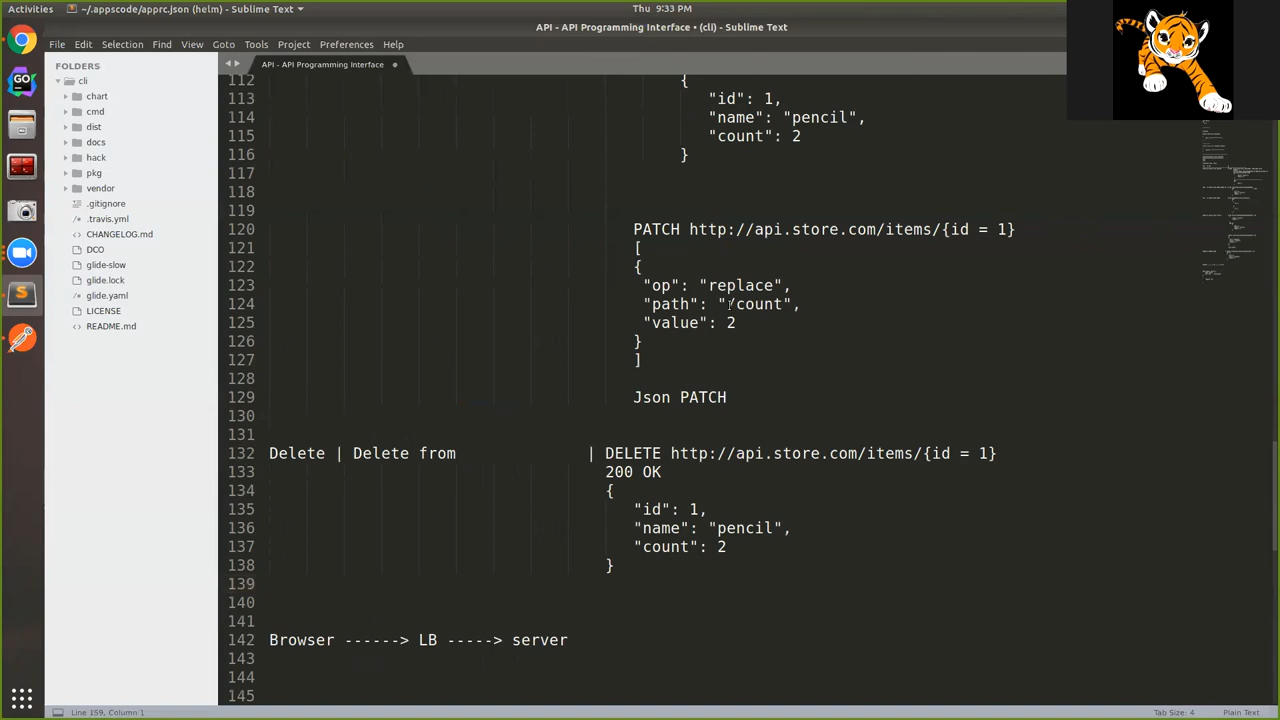 Activities
~/.appscode/apprc.json (helm) - Sublime Text
Thu 9:33 PM
API - API Programming Interface • (cli) - Sublime Text
File Edit Selection Find View Goto Tools Project Preferences Help
FOLDERS
cli
chart
cmd
dist
docs
hack
pkg
vendor
.gitignore
.travis.yml
CHANGELOG.md
DCO
glide-slow
glide.lock
glide.yaml
LICENSE
README.md
GO
API - API Programming Interface
112 {
113 "id": 1,
114 "name": "pencil",
115 "count": 2
116 }
117
118
119
120 PATCH http://api.store.com/items/{id = 1}
121 [
122 {
123 "op": "replace",
124 "path": "/count",
125 "value": 2
126 }
127 ]
128
129 Json PATCH
130
131
132 Delete | Delete from | DELETE http://api.store.com/items/{id = 1}
133 200 OK
134 {
135 "id": 1,
136 "name": "pencil",
137 "count": 2
138 }
139
140
141
142 Browser ------> LB -----> server
143
144
145
Line 159, Column 1
Tab Size: 4
Plain Text